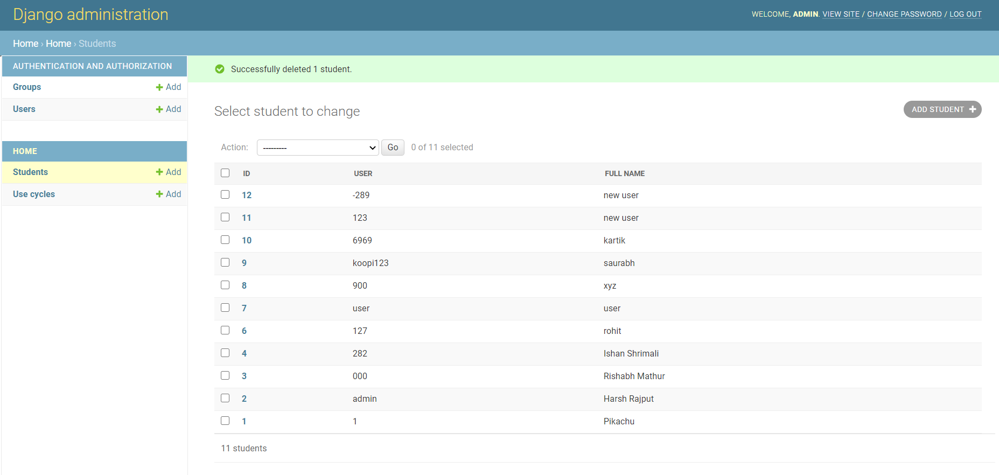 Django administration
WELCOME, ADMIN. VIEW SITE / CHANGE PASSWORD / LOG OUT
Home › Home › Students
AUTHENTICATION AND AUTHORIZATION
Groups + Add
Users + Add
HOME
Students + Add
Use cycles + Add
Successfully deleted 1 student.
Select student to change
ADD STUDENT +
Action: --------- Go 0 of 11 selected
ID USER FULL NAME
12 -289 new user
11 123 new user
10 6969 kartik
9 koopi123 saurabh
8 900 xyz
7 user user
6 127 rohit
4 282 Ishan Shrimali
3 000 Rishabh Mathur
2 admin Harsh Rajput
1 1 Pikachu
11 students